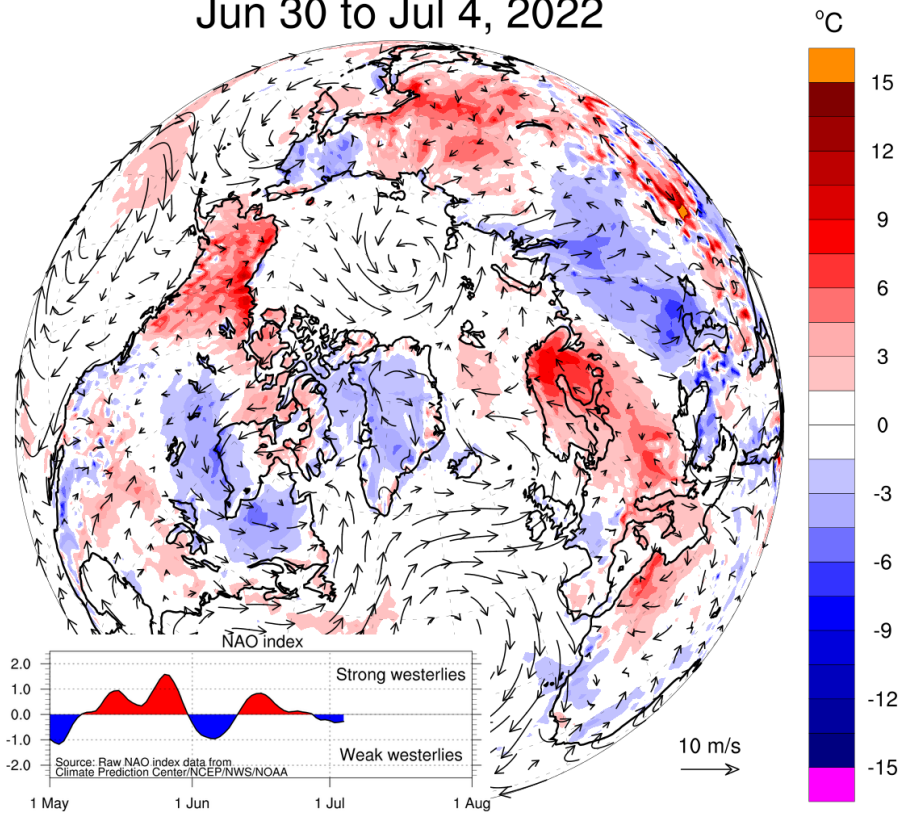 Jun 30 to Jul 4, 2022
°C
15
12
9
6
3
0
-3
-6
-9
-12
-15
10 m/s
NAO index
2.0
1.0
0.0
-1.0
-2.0
Strong westerlies
Weak westerlies
Source: Raw NAO index data from
Climate Prediction Center/NCEP/NWS/NOAA
1 May
1 Jun
1 Jul
1 Aug